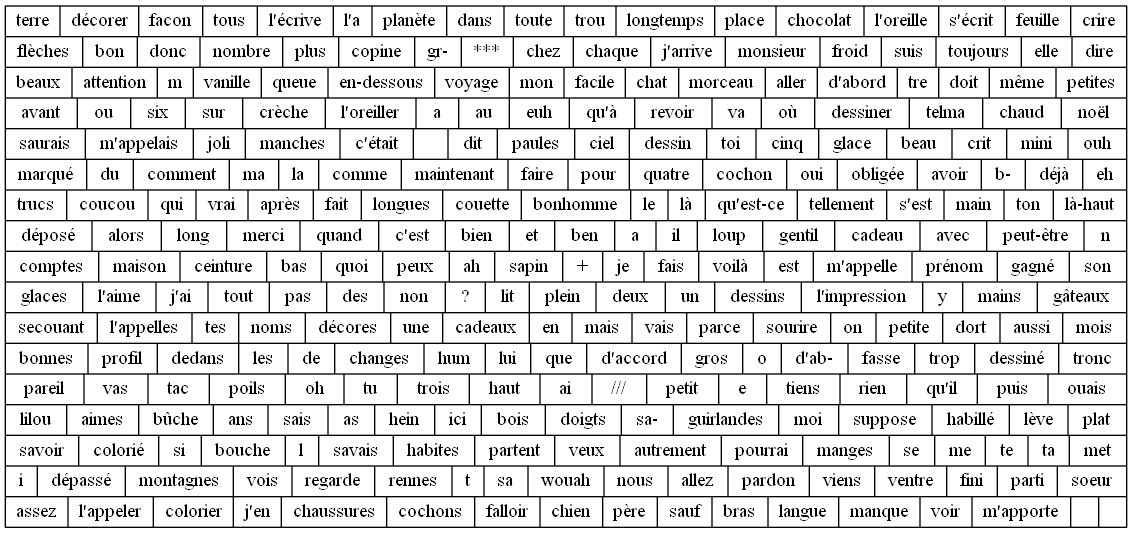 terre décorer facon tous l'écrive l'a planète dans toute trou longtemps place chocolat l'oreille s'écrit feuille crire
flèches bon donc nombre plus copine gr- *** chez chaque j'arrive monsieur froid suis toujours elle dire
beaux attention m vanille queue en-dessous voyage mon facile chat morceau aller d'abord tre doit même petites
avant ou six sur crèche l'oreiller a au euh qu'à revoir va où dessiner telma chaud noël
saurais m'appelais joli manches c'était dit paules ciel dessin toi cinq glace beau crit mini ouh
marqué du comment ma la comme maintenant faire pour quatre cochon oui obligée avoir b- déjà eh
trucs coucou qui vrai après fait longues couette bonhomme le là qu'est-ce tellement s'est main ton là-haut
déposé alors long merci quand c'est bien et ben a il loup gentil cadeau avec peut-être n
comptes maison ceinture bas quoi peux ah sapin + je fais voilà est m'appelle prénom gagné son
glaces l'aime j'ai tout pas des non ? lit plein deux un dessins l'impression y mains gâteaux
secouant l'appelles tes noms décores une cadeaux en mais vais parce sourire on petite dort aussi mois
bonnes profil dedans les de changes hum lui que d'accord gros o d'ab- fasse trop dessiné tronc
pareil vas tac poils oh tu trois haut ai /// petit e tiens rien qu'il puis ouais
lilou aimes bûche ans sais as hein ici bois doigts sa- guirlandes moi suppose habillé lève plat
savoir colorié si bouche l savais habites partent veux autrement pourrai manges se me te ta met
i dépassé montagnes vois regarde rennes t sa wouah nous allez pardon viens ventre fini parti soeur
assez l'appeler colorier j'en chaussures cochons falloir chien père sauf bras langue manque voir m'apporte